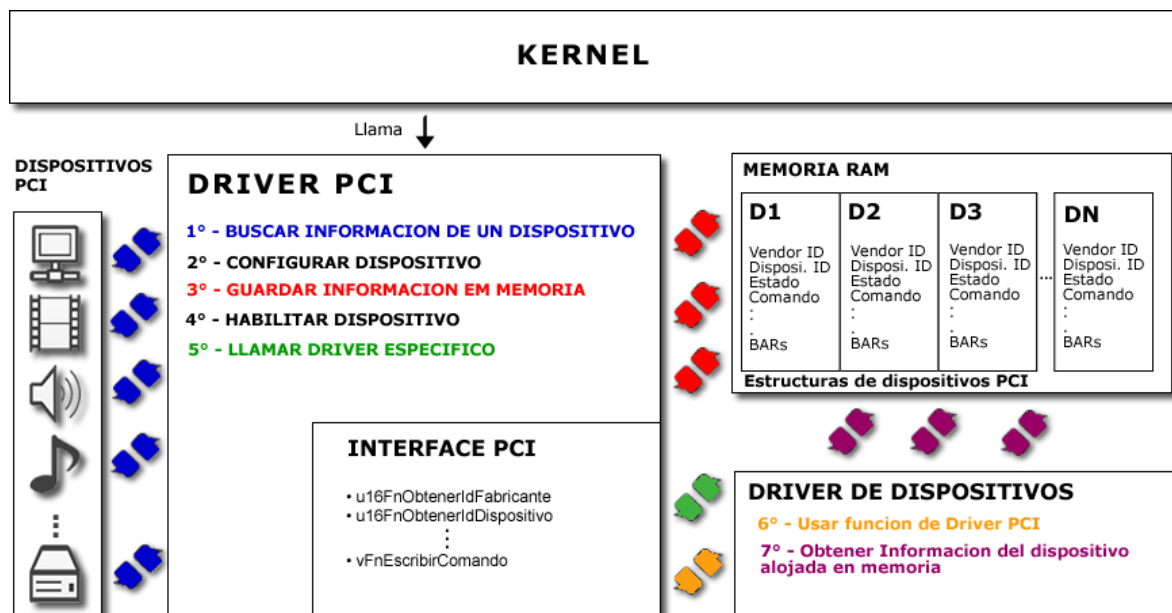 KERNEL
Llama
DISPOSITIVOS
PCI
DRIVER PCI
1° - BUSCAR INFORMACION DE UN DISPOSITIVO
2° - CONFIGURAR DISPOSITIVO
3° - GUARDAR INFORMACION EM MEMORIA
4° - HABILITAR DISPOSITIVO
5° - LLAMAR DRIVER ESPECIFICO
INTERFACE PCI
• u16FnObtenerIdFabricante
• u16FnObtenerIdDispositivo
⋮
• vFnEscribirComando
MEMORIA RAM
D1
Vendor ID
Disposi. ID
Estado
Comando
:
.
BARs
D2
Vendor ID
Disposi. ID
Estado
Comando
:
.
BARs
D3
Vendor ID
Disposi. ID
Estado
Comando
:
.
BARs
...
DN
Vendor ID
Disposi. ID
Estado
Comando
:
.
BARs
Estructuras de dispositivos PCI
DRIVER DE DISPOSITIVOS
6° - Usar funcion de Driver PCI
7° - Obtener Informacion del dispositivo
alojada en memoria